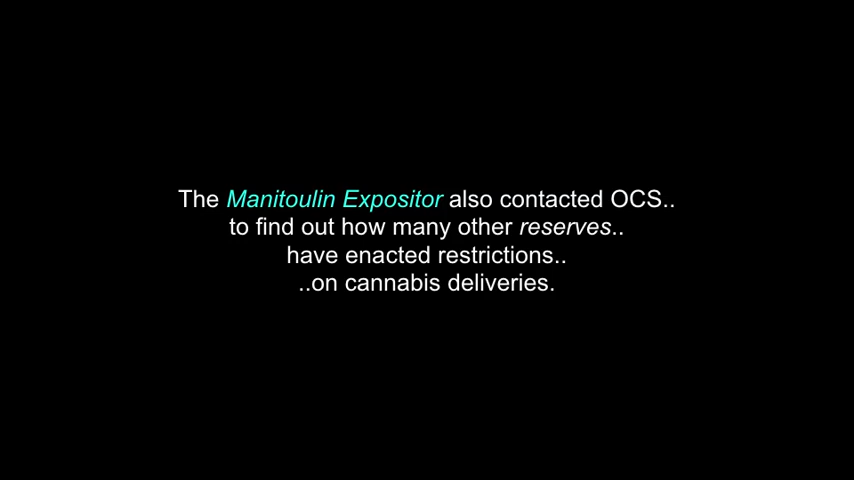 The Manitoulin Expositor also contacted OCS..
to find out how many other reserves..
have enacted restrictions..
..on cannabis deliveries.